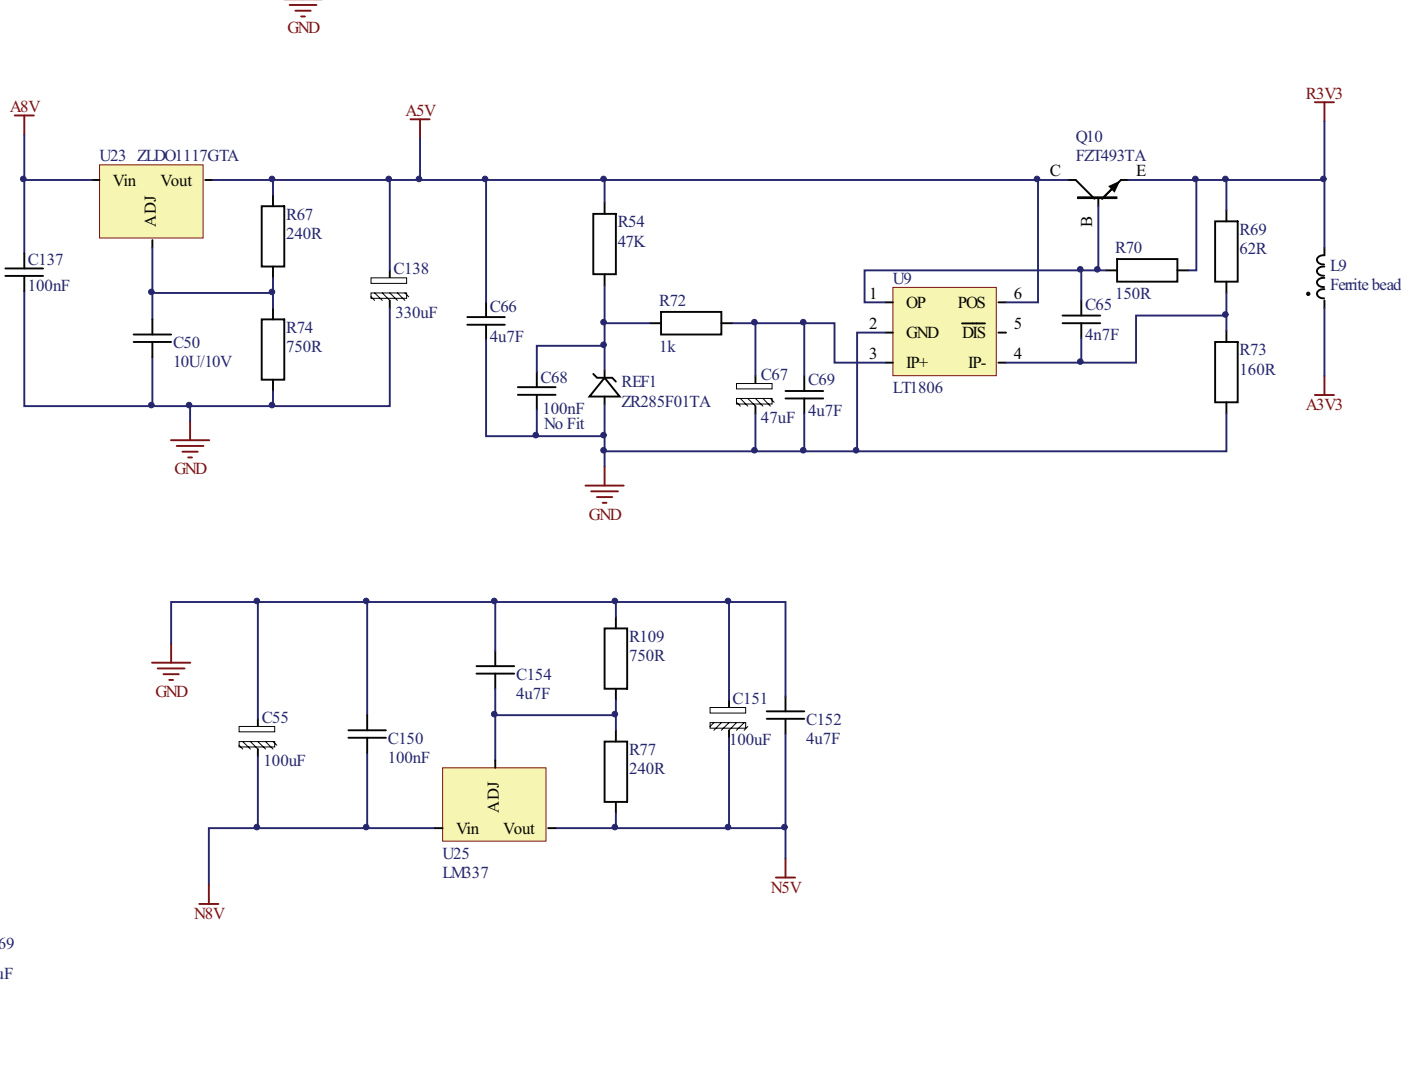 GND
A8V
A5V
R3V3
Q10
FZT493TA
U23 ZLDO1117GTA
C
E
Vin
Vout
ADJ
B
R67
240R
R54
47K
R69
62R
R70
150R
C137
100nF
C138
330uF
L9
Ferrite bead
U9
1
OP
POS
6
2
GND
DIS
5
3
IP+
IP-
4
LT1806
C65
4n7F
C66
4u7F
R72
1k
R74
750R
C50
10U/10V
R73
160R
C68
100nF
No Fit
REF1
ZR285F01TA
C67
47uF
C69
4u7F
A3V3
GND
GND
R109
750R
C154
4u7F
GND
C151
100uF
C152
4u7F
C55
100uF
C150
100nF
R77
240R
ADJ
Vin
Vout
U25
LM337
N5V
N8V
69
uF